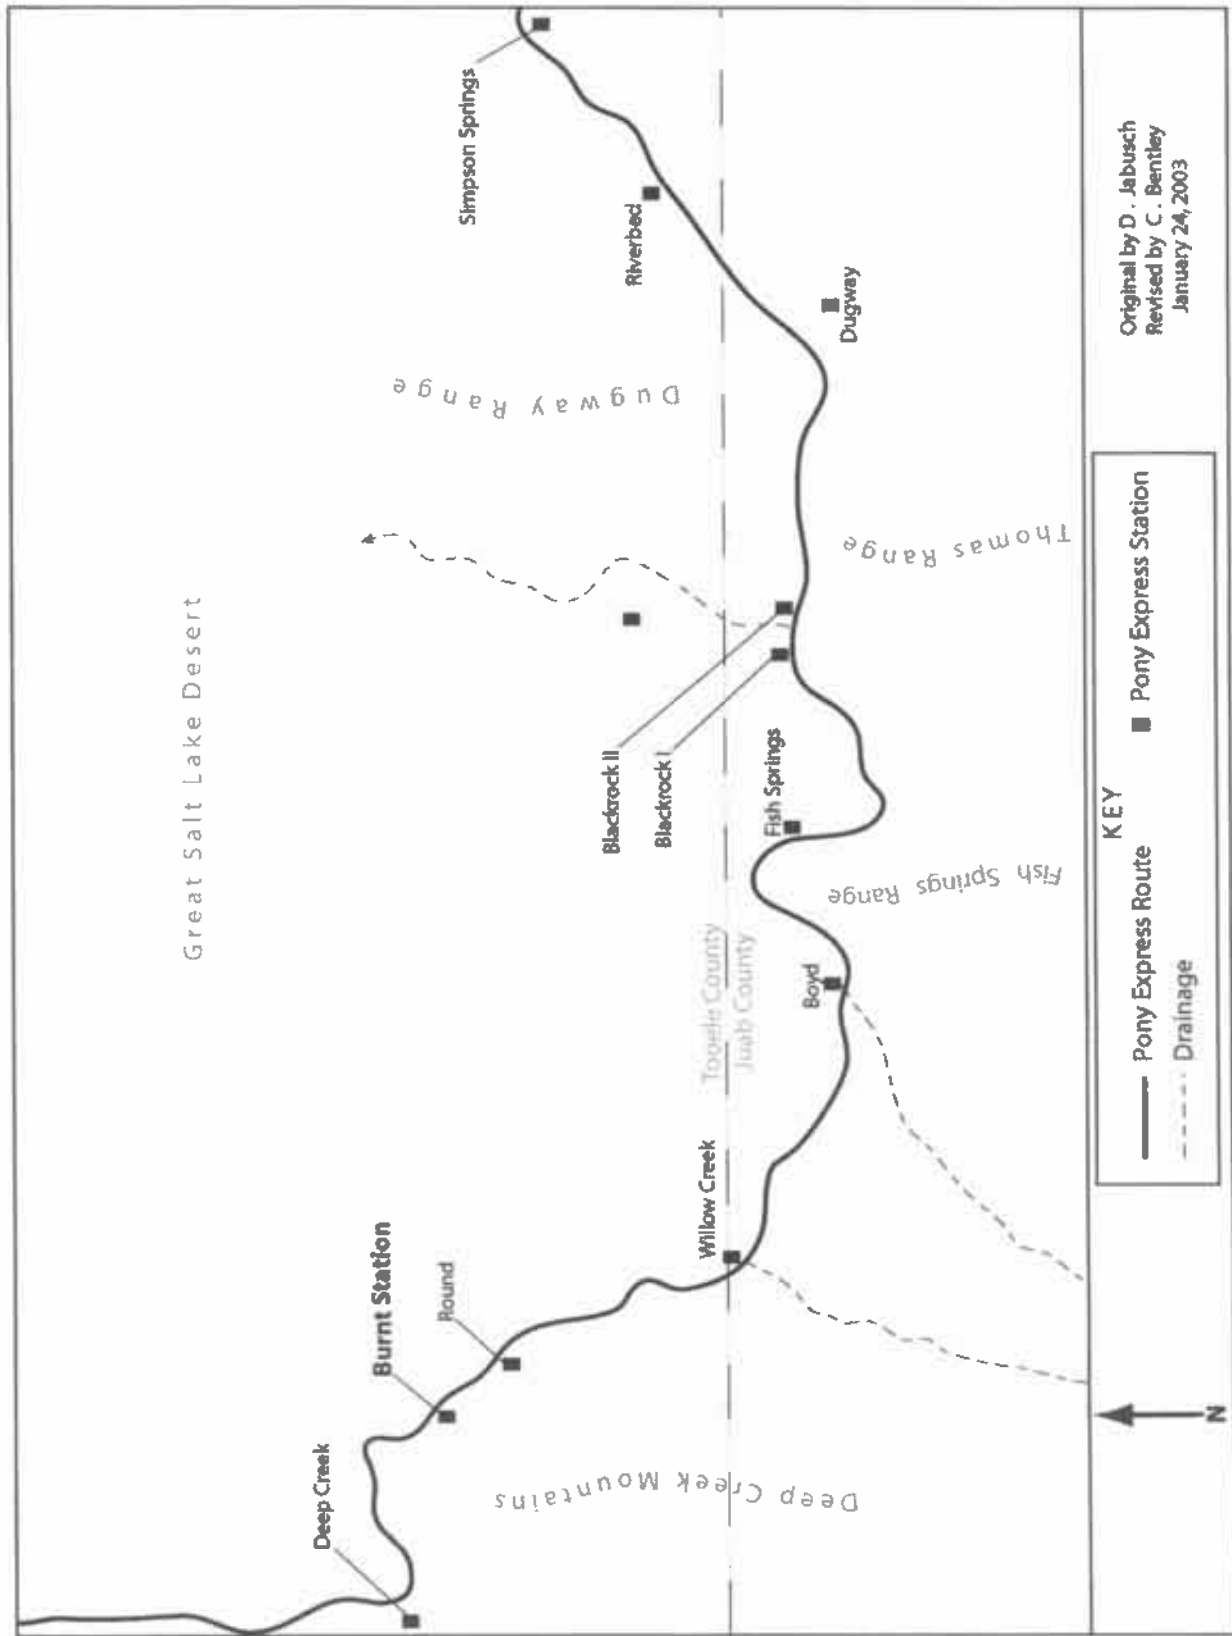 Great Salt Lake Desert
Simpson Springs
Riverbed
Dugway
Dugway Range
Thomas Range
Blackrock II
Blackrock I
Fish Springs
Fish Springs Range
Boyd
Tooele County
Juab County
Willow Creek
Round
Burnt Station
Deep Creek
Deep Creek Mountains
N
KEY
Pony Express Route
Pony Express Station
Drainage
Original by D . Jabusch
Revised by C . Bentley
January 24, 2003